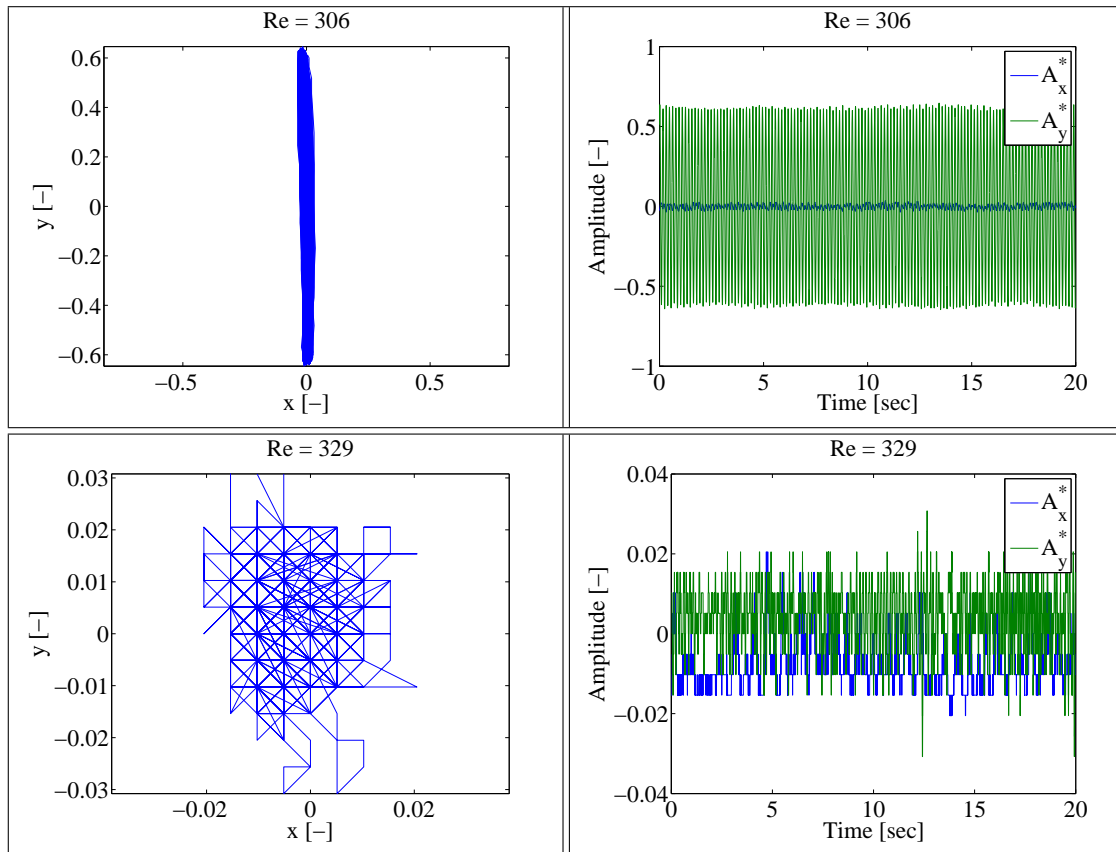 Re = 306
0.6
0.4
0.2
0
−0.2
−0.4
−0.6
y [−]
−0.5
0
0.5
x [−]
Re = 306
1
0.5
0
−0.5
−1
Amplitude [−]
A*x
A*y
0
5
10
15
20
Time [sec]
Re = 329
0.03
0.02
0.01
0
−0.01
−0.02
−0.03
y [−]
−0.02
0
0.02
x [−]
Re = 329
0.04
0.02
0
−0.02
−0.04
Amplitude [−]
A*x
A*y
0
5
10
15
20
Time [sec]